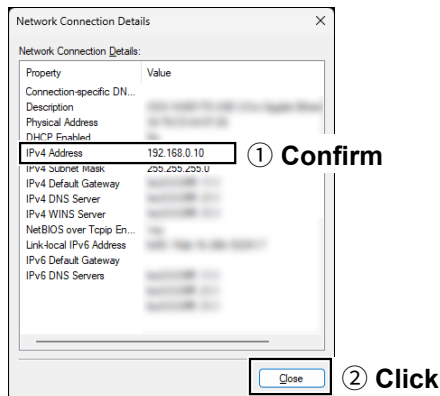 Network Connection Details
Network Connection Details:
Property Value
Connection-specific DN...
Description
Physical Address
DHCP Enabled
IPv4 Address 192.168.0.10
① Confirm
IPv4 Subnet Mask 255.255.255.0
IPv4 Default Gateway
IPv4 DNS Server
IPv4 WINS Server
NetBIOS over Tcpip En...
Link-local IPv6 Address
IPv6 Default Gateway
IPv6 DNS Servers
Close
② Click